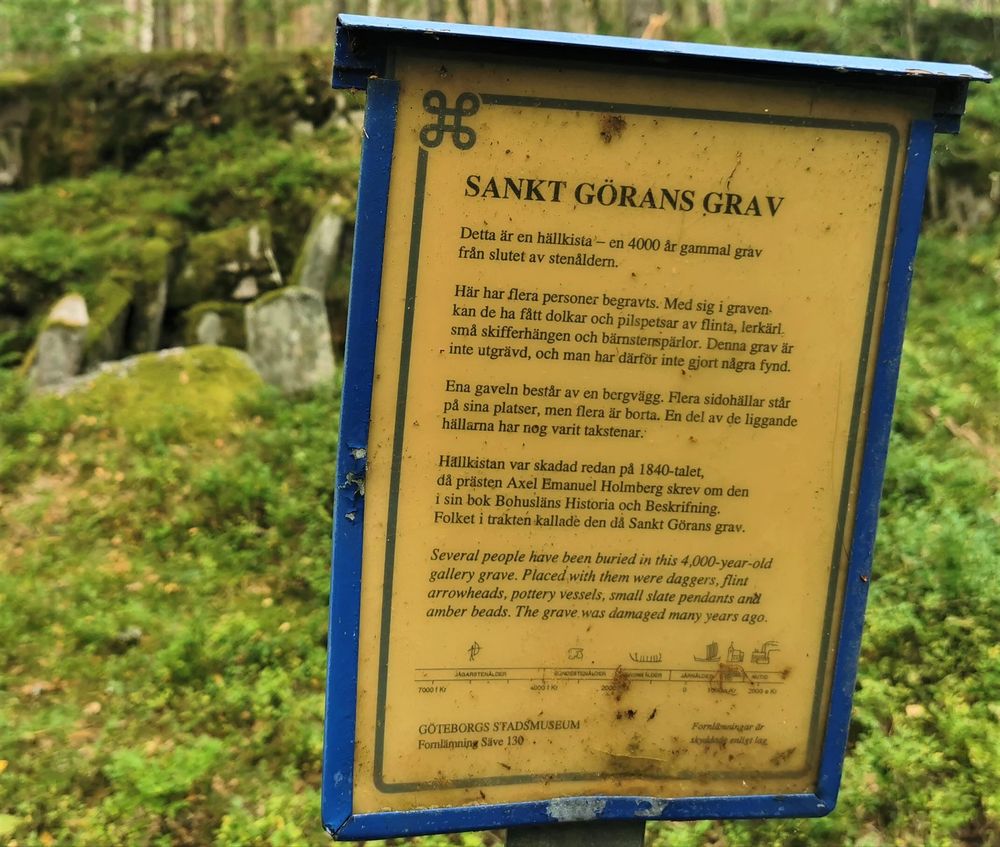 SANKT GÖRANS GRAV
Detta är en hällkista – en 4000 år gammal grav
från slutet av stenåldern.
Här har flera personer begravts. Med sig i graven
kan de ha fått dolkar och pilspetsar av flinta, lerkärl
små skifferhängen och bärnstenspärlor. Denna grav är
inte utgrävd, och man har därför inte gjort några fynd.
Ena gaveln består av en bergvägg. Flera sidohällar står
på sina platser, men flera är borta. En del av de liggande
hällarna har nog varit takstenar.
Hällkistan var skadad redan på 1840-talet,
då prästen Axel Emanuel Holmberg skrev om den
i sin bok Bohusläns Historia och Beskrifning.
Folket i trakten kallade den då Sankt Görans grav.
Several people have been buried in this 4,000-year-old
gallery grave. Placed with them were daggers, flint
arrowheads, pottery vessels, small slate pendants and
amber beads. The grave was damaged many years ago.
JÄGARSTENÅLDER BONDESTENÅLDER JÄRNÅLDER NUTID
7000 f Kr 4000 f Kr 0 2000 e Kr
GÖTEBORGS STADSMUSEUM
Fornlämning Säve 130
Fornlämningar är
skyddade enligt lag